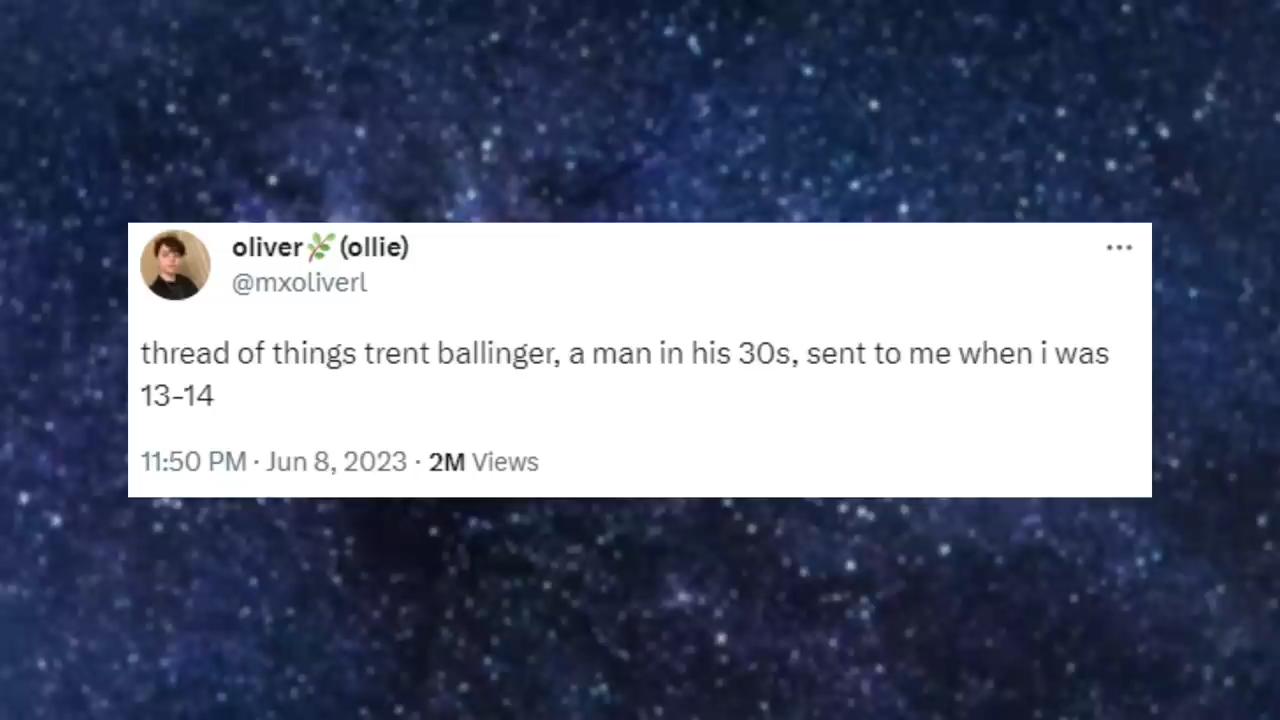 oliver🌿 (ollie)
@mxoliverl
thread of things trent ballinger, a man in his 30s, sent to me when i was
13-14
11:50 PM · Jun 8, 2023 · 2M Views